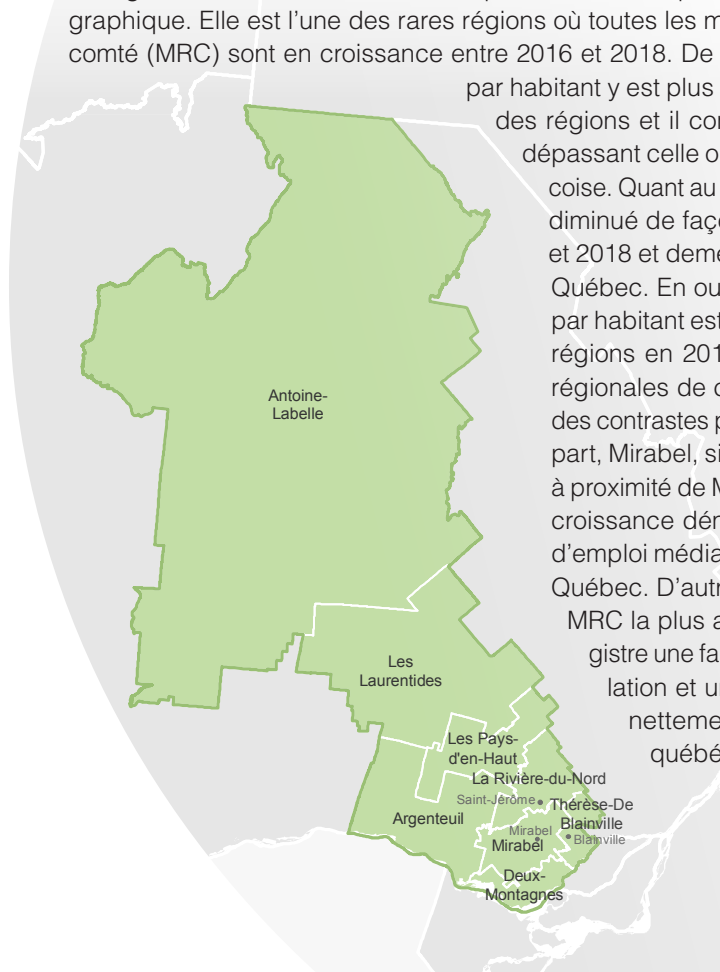 graphique. Elle est l'une des rares régions où toutes les m
comté (MRC) sont en croissance entre 2016 et 2018. De
par habitant y est plus
des régions et il con
dépassant celle o
coise. Quant au
diminué de faç
et 2018 et deme
Québec. En ou
par habitant est
régions en 201
régionales de c
des contrastes p
part, Mirabel, si
à proximité de M
croissance dém
d'emploi média
Québec. D'autr
MRC la plus a
gistre une fa
lation et u
netteme
québé
Antoine-
Labelle
Les
Laurentides
Les Pays-
d'en-Haut
La Rivière-du-Nord
Saint-Jérôme
Thérèse-De
Blainville
Argenteuil
Mirabel
Blainville
Mirabel
Deux-
Montagnes